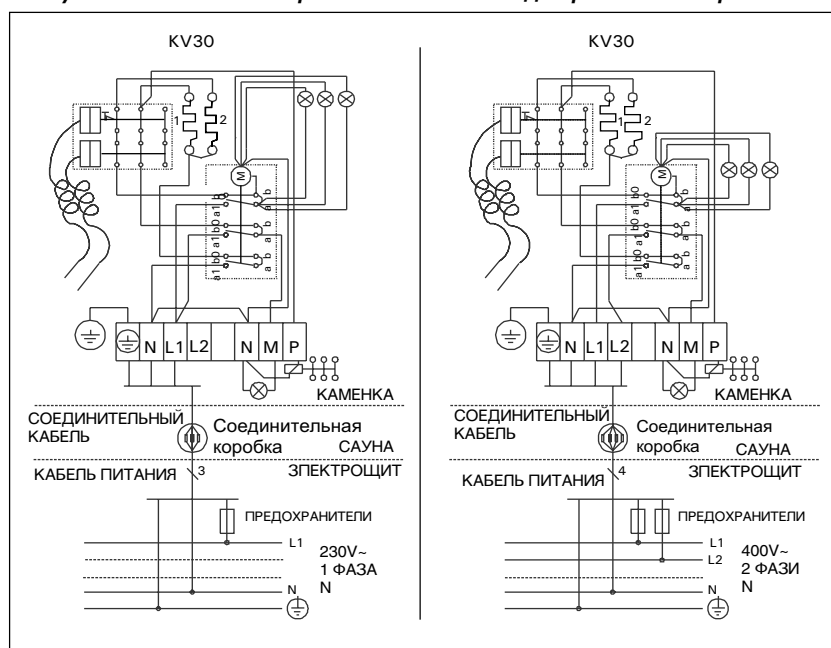 KV30
1 2
M
a1 b0 b a
a1 b0 b a
a1 b0 b a
N L1 L2 N M P
КАМЕНКА
СОЕДИНИТЕЛЬНЫЙ
КАБЕЛЬ
Соединительная
коробка
САУНА
КАБЕЛЬ ПИТАНИЯ
3
ЗПЕКТРОЩИТ
ПРЕДОХРАНИТЕЛИ
L1
230V~
1 ФАЗА
N
N
KV30
1 2
M
a1 b0 b a
a1 b0 b a
a1 b0 b a
N L1 L2 N M P
КАМЕНКА
СОЕДИНИТЕЛЬНЫЙ
КАБЕЛЬ
Соединительная
коробка
САУНА
КАБЕЛЬ ПИТАНИЯ
4
ЗПЕКТРОЩИТ
ПРЕДОХРАНИТЕЛИ
L1
L2
400V~
2 ФАЗИ
N
N